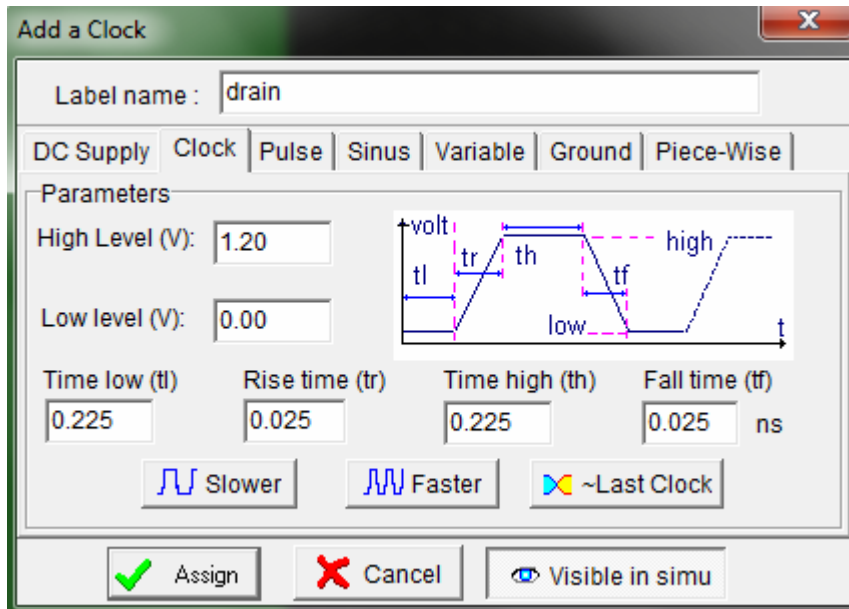 Add a Clock
x
Label name : drain
DC Supply Clock Pulse Sinus Variable Ground Piece-Wise
Parameters
High Level (V): 1.20
volt
tr th high
tl tf
Low level (V): 0.00
low t
Time low (tl) Rise time (tr) Time high (th) Fall time (tf)
0.225 0.025 0.225 0.025 ns
Slower Faster ~Last Clock
Assign Cancel Visible in simu